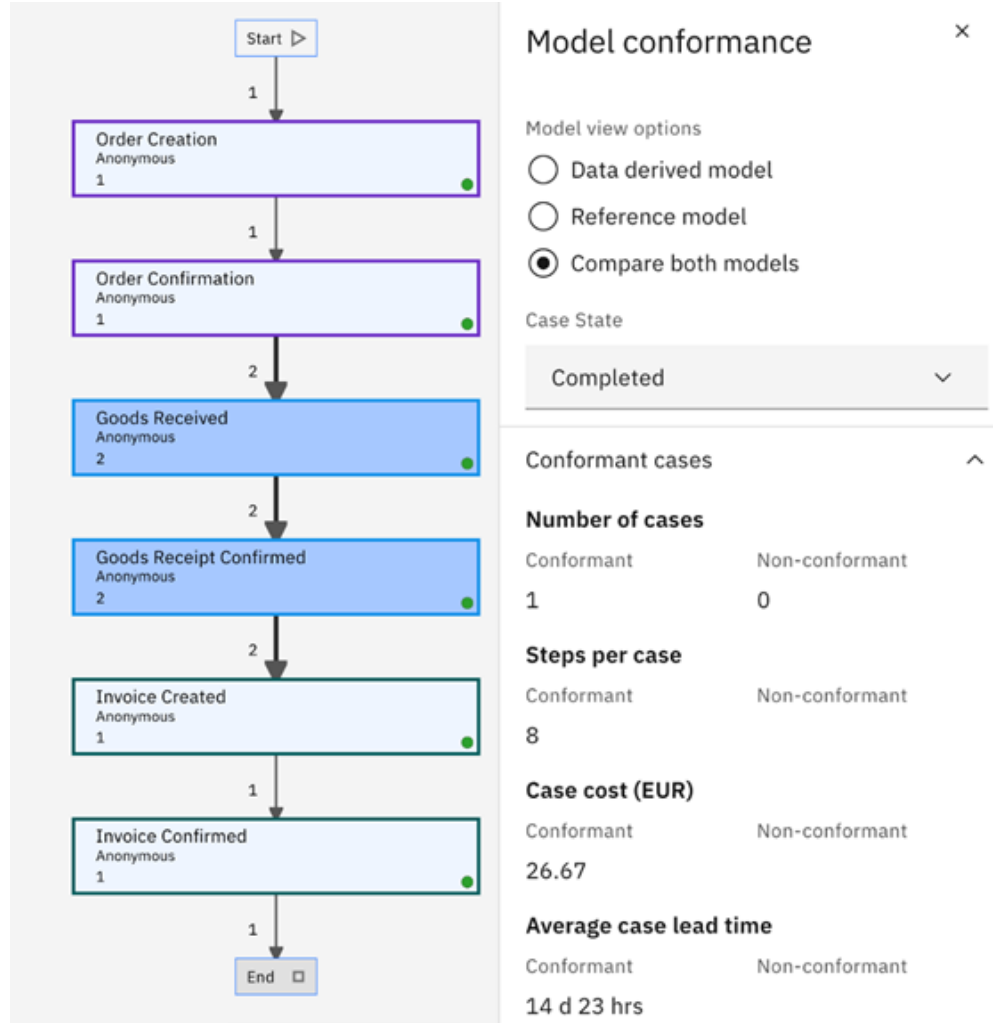 Start
1
Order Creation
Anonymous
1
1
Order Confirmation
Anonymous
1
2
Goods Received
Anonymous
2
2
Goods Receipt Confirmed
Anonymous
2
2
Invoice Created
Anonymous
1
1
Invoice Confirmed
Anonymous
1
1
End
Model conformance
Model view options
Data derived model
Reference model
Compare both models
Case State
Completed
Conformant cases
Number of cases
Conformant Non-conformant
1 0
Steps per case
Conformant Non-conformant
8
Case cost (EUR)
Conformant Non-conformant
26.67
Average case lead time
Conformant Non-conformant
14 d 23 hrs